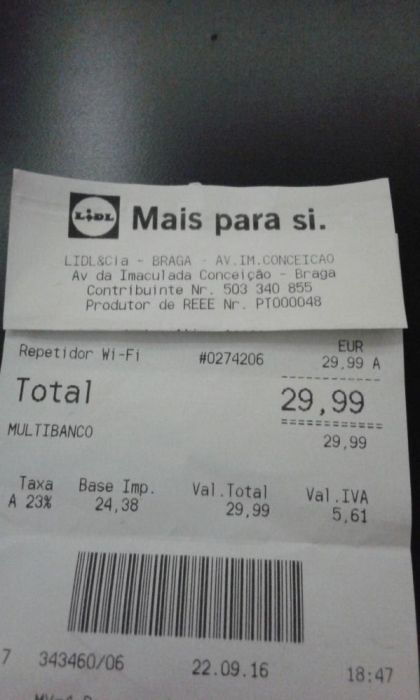 LIDL Mais para si.
LIDL&Cia - BRAGA - AV.IM.CONCEICAO
Av da Imaculada Conceição - Braga
Contribuinte Nr. 503 340 855
Produtor de REEE Nr. PT000048
EUR
Repetidor Wi-Fi #0274206 29,99 A
Total 29,99
MULTIBANCO 29,99
Taxa Base Imp. Val.Total Val.IVA
A 23% 24,38 29,99 5,61
7 343460/06 22.09.16 18:47